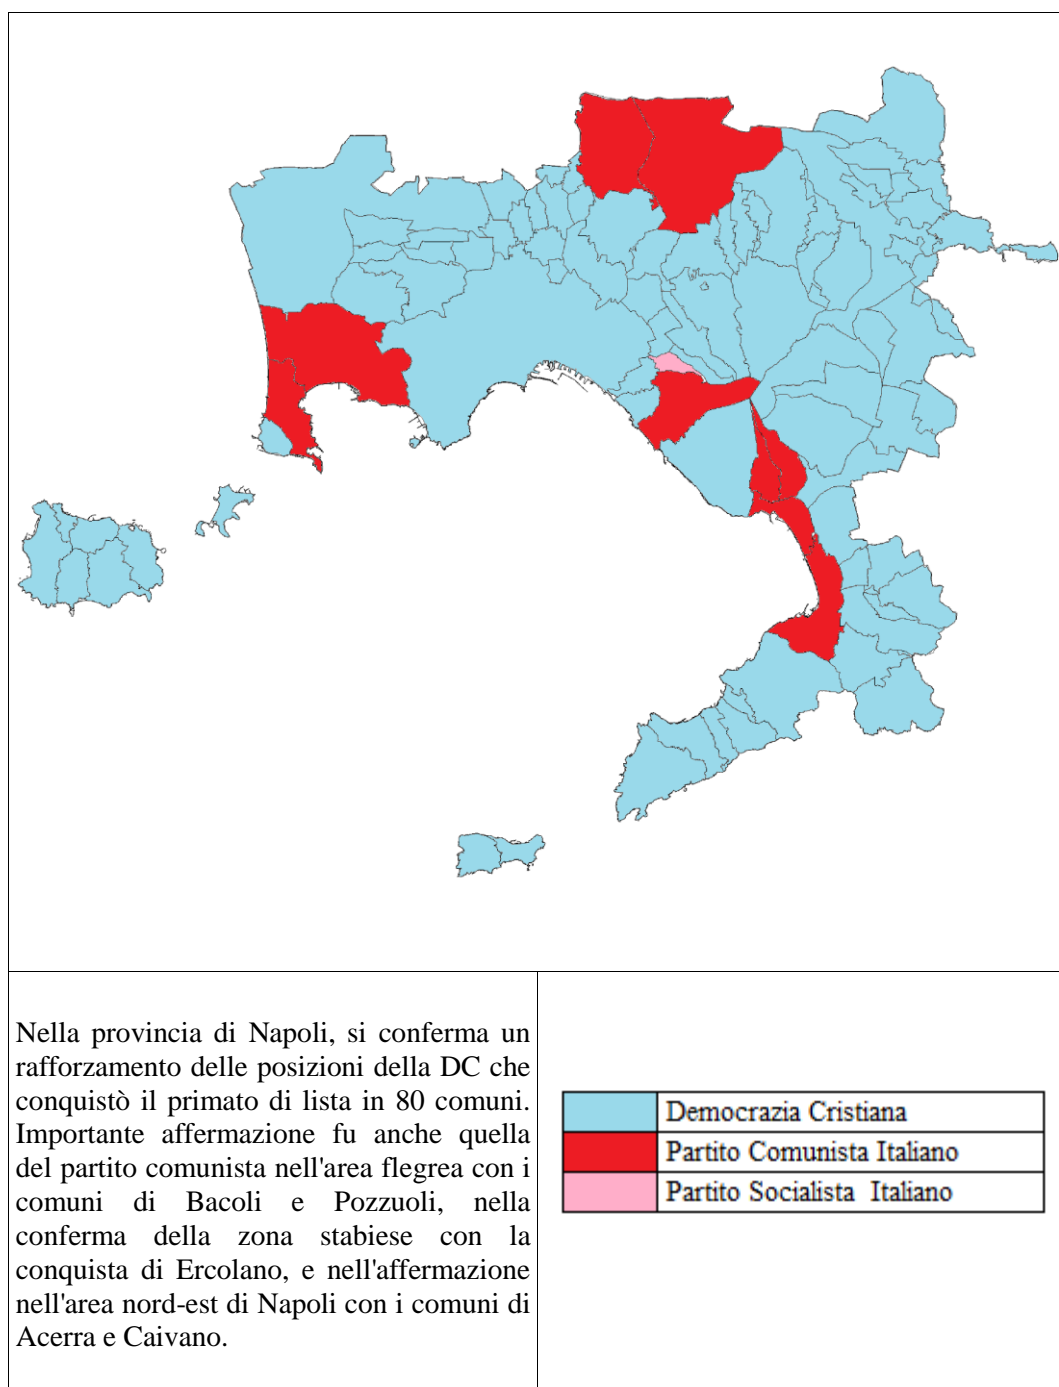 Nella provincia di Napoli, si conferma un
rafforzamento delle posizioni della DC che
conquistò il primato di lista in 80 comuni.
Importante affermazione fu anche quella
del partito comunista nell'area flegrea con i
comuni di Bacoli e Pozzuoli, nella
conferma della zona stabiese con la
conquista di Ercolano, e nell'affermazione
nell'area nord-est di Napoli con i comuni di
Acerra e Caivano.
Democrazia Cristiana
Partito Comunista Italiano
Partito Socialista Italiano